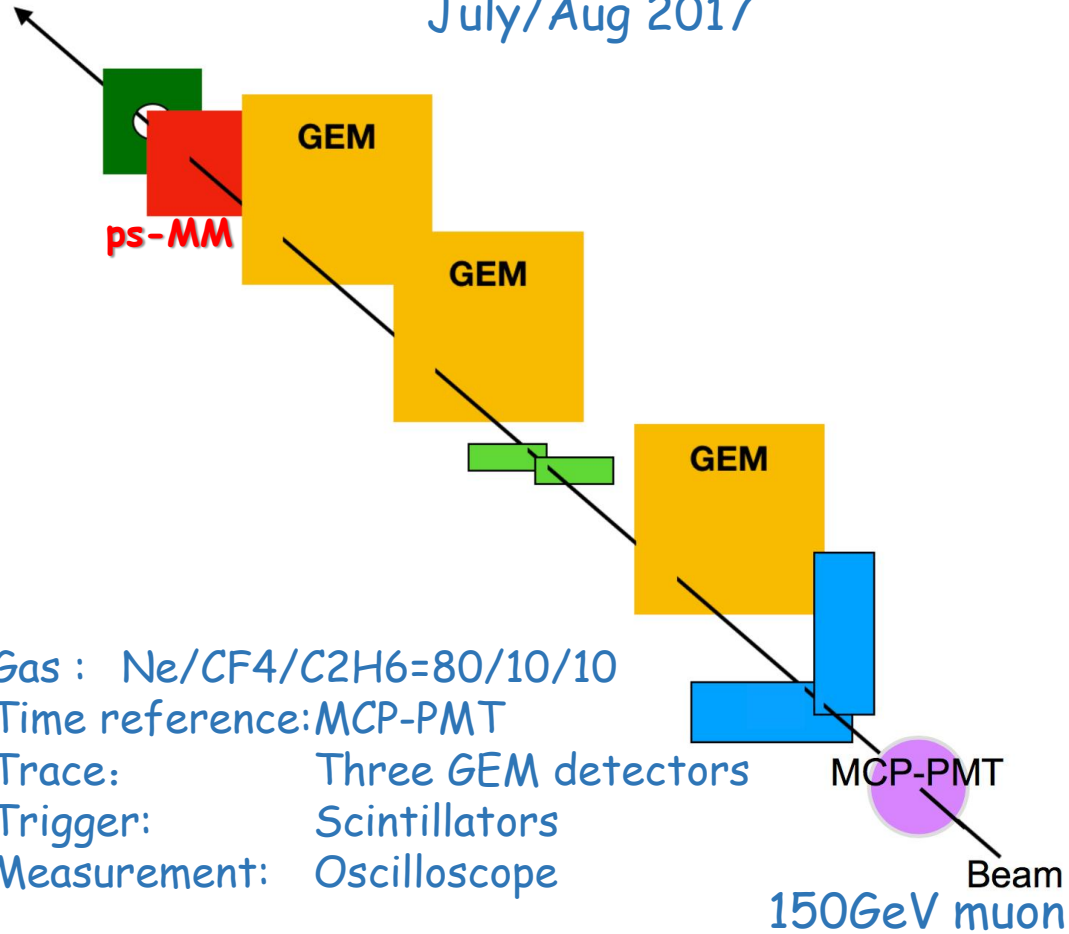 July/Aug 2017
GEM
ps-MM
GEM
GEM
Gas : Ne/CF4/C2H6=80/10/10
Time reference:MCP-PMT
Trace： Three GEM detectors
Trigger: Scintillators
Measurement: Oscilloscope
MCP-PMT
Beam
150GeV muon